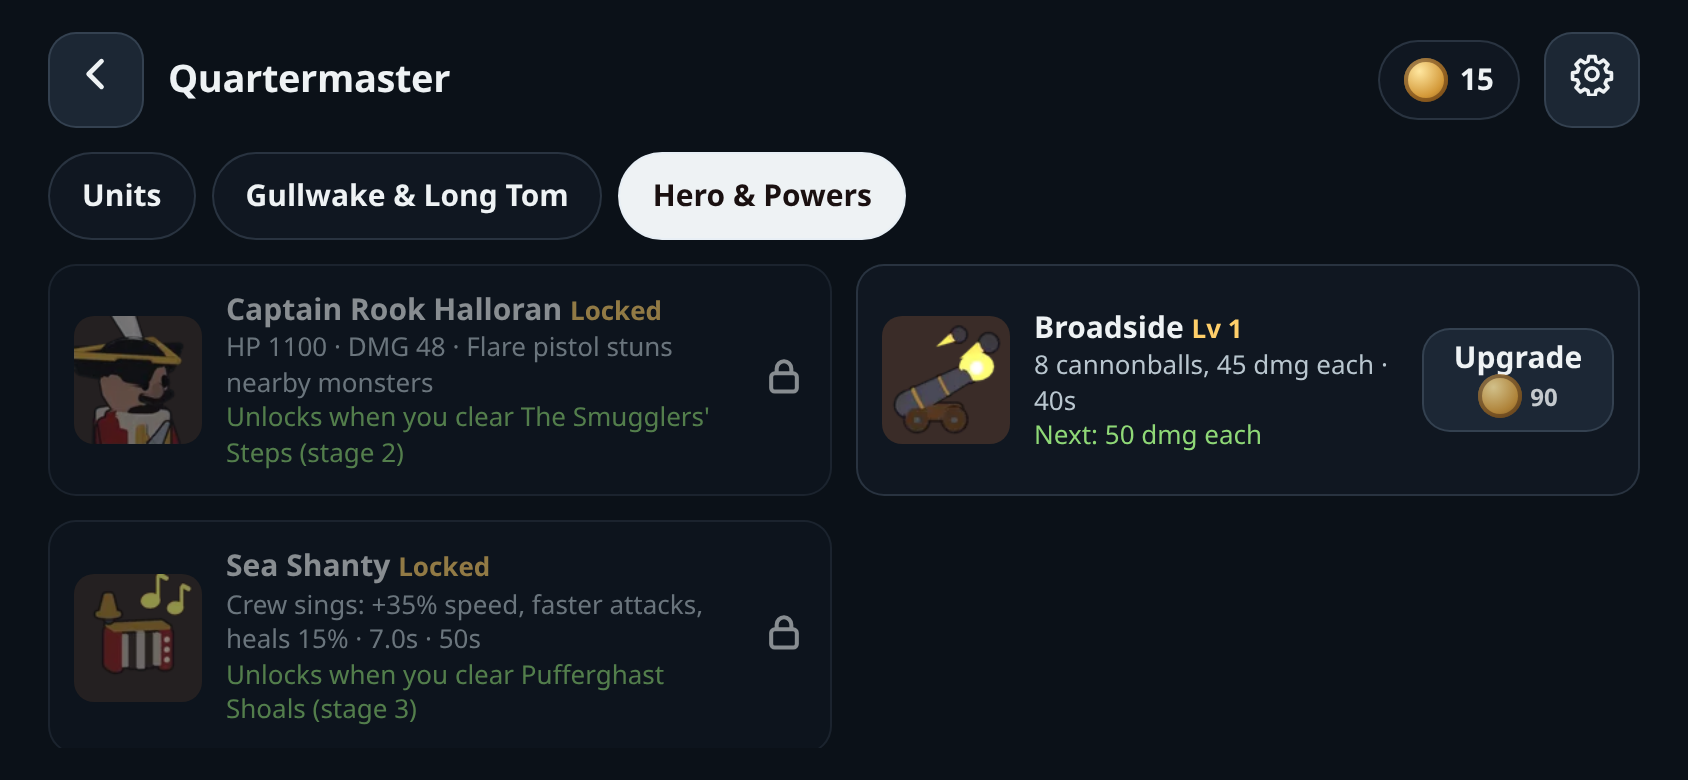 Quartermaster
15
Units
Gullwake & Long Tom
Hero & Powers
Captain Rook Halloran Locked
HP 1100 · DMG 48 · Flare pistol stuns
nearby monsters
Unlocks when you clear The Smugglers'
Steps (stage 2)
Broadside Lv 1
8 cannonballs, 45 dmg each ·
40s
Next: 50 dmg each
Upgrade
90
Sea Shanty Locked
Crew sings: +35% speed, faster attacks,
heals 15% · 7.0s · 50s
Unlocks when you clear Pufferghast
Shoals (stage 3)